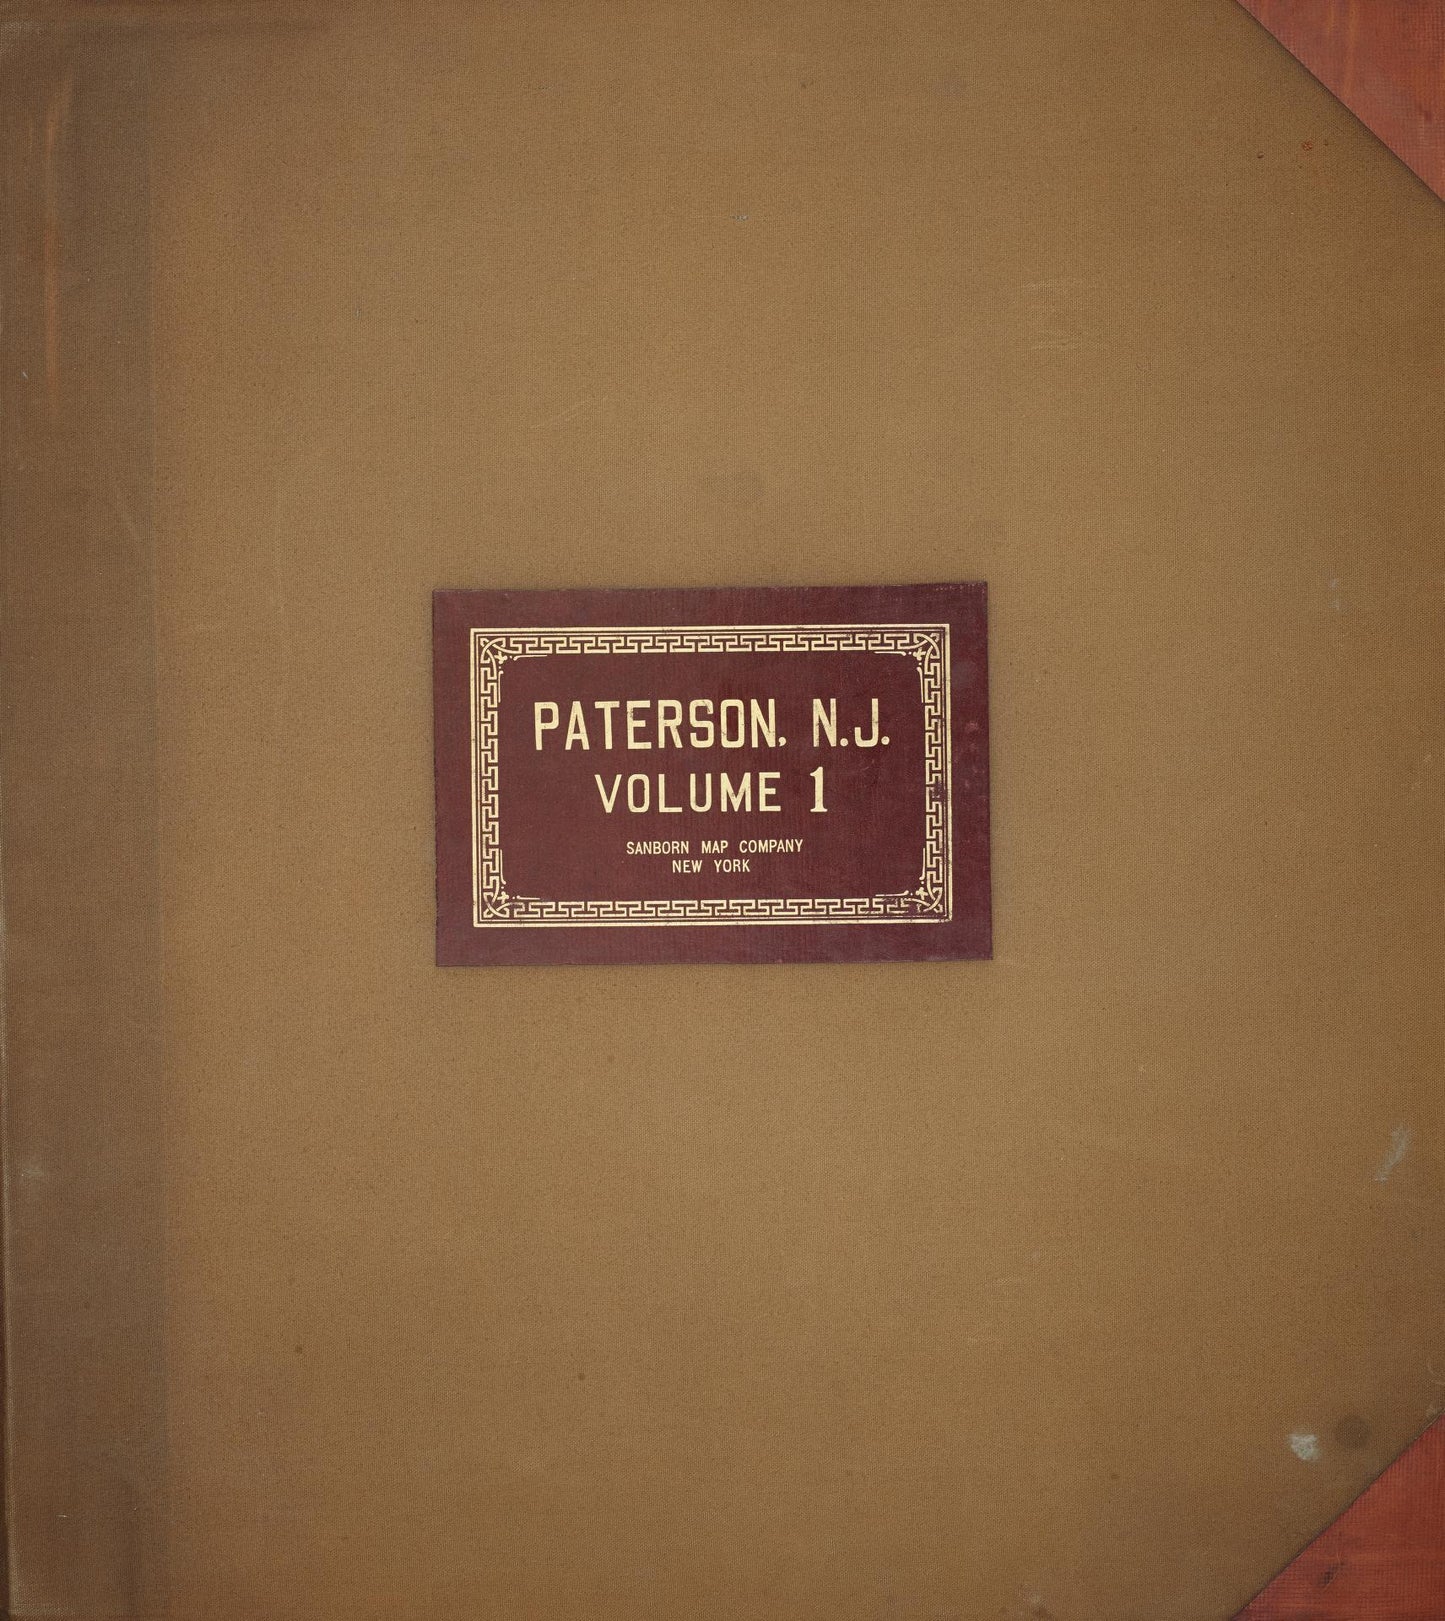 PATERSON, N.J.
VOLUME 1
SANBORN MAP COMPANY
NEW YORK